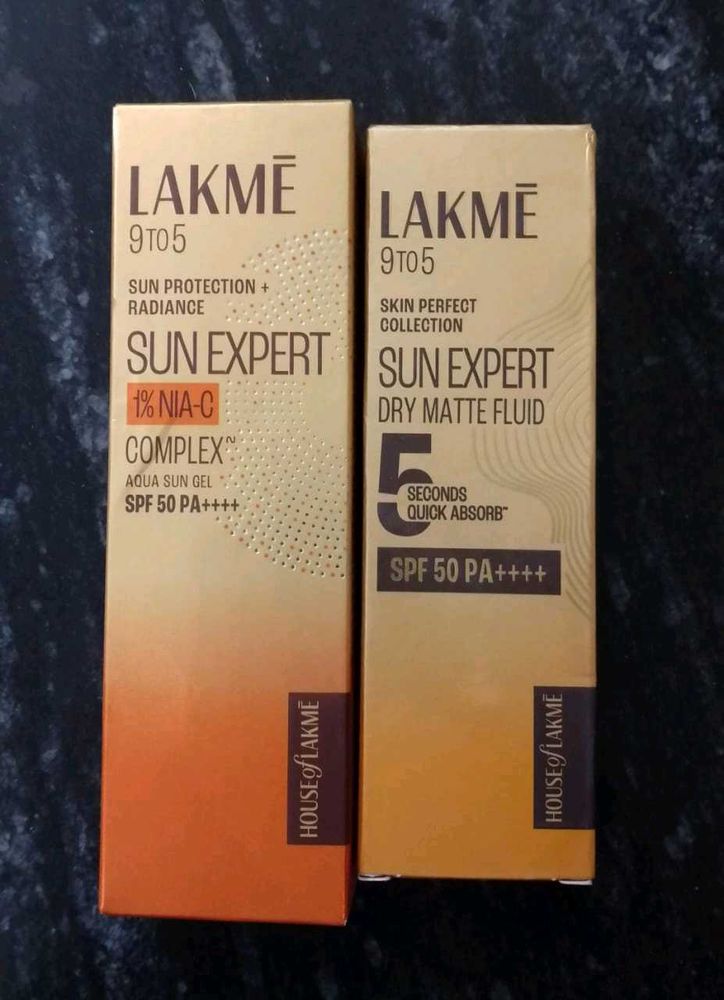 LAKMĒ
9TO5
SUN PROTECTION +
RADIANCE
SUN EXPERT
1% NIA-C
COMPLEX~
AQUA SUN GEL
SPF 50 PA++++
HOUSE of LAKMĒ
LAKMĒ
9TO5
SKIN PERFECT
COLLECTION
SUN EXPERT
DRY MATTE FLUID
5 SECONDS
QUICK ABSORB™
SPF 50 PA++++
HOUSE of LAKMĒ